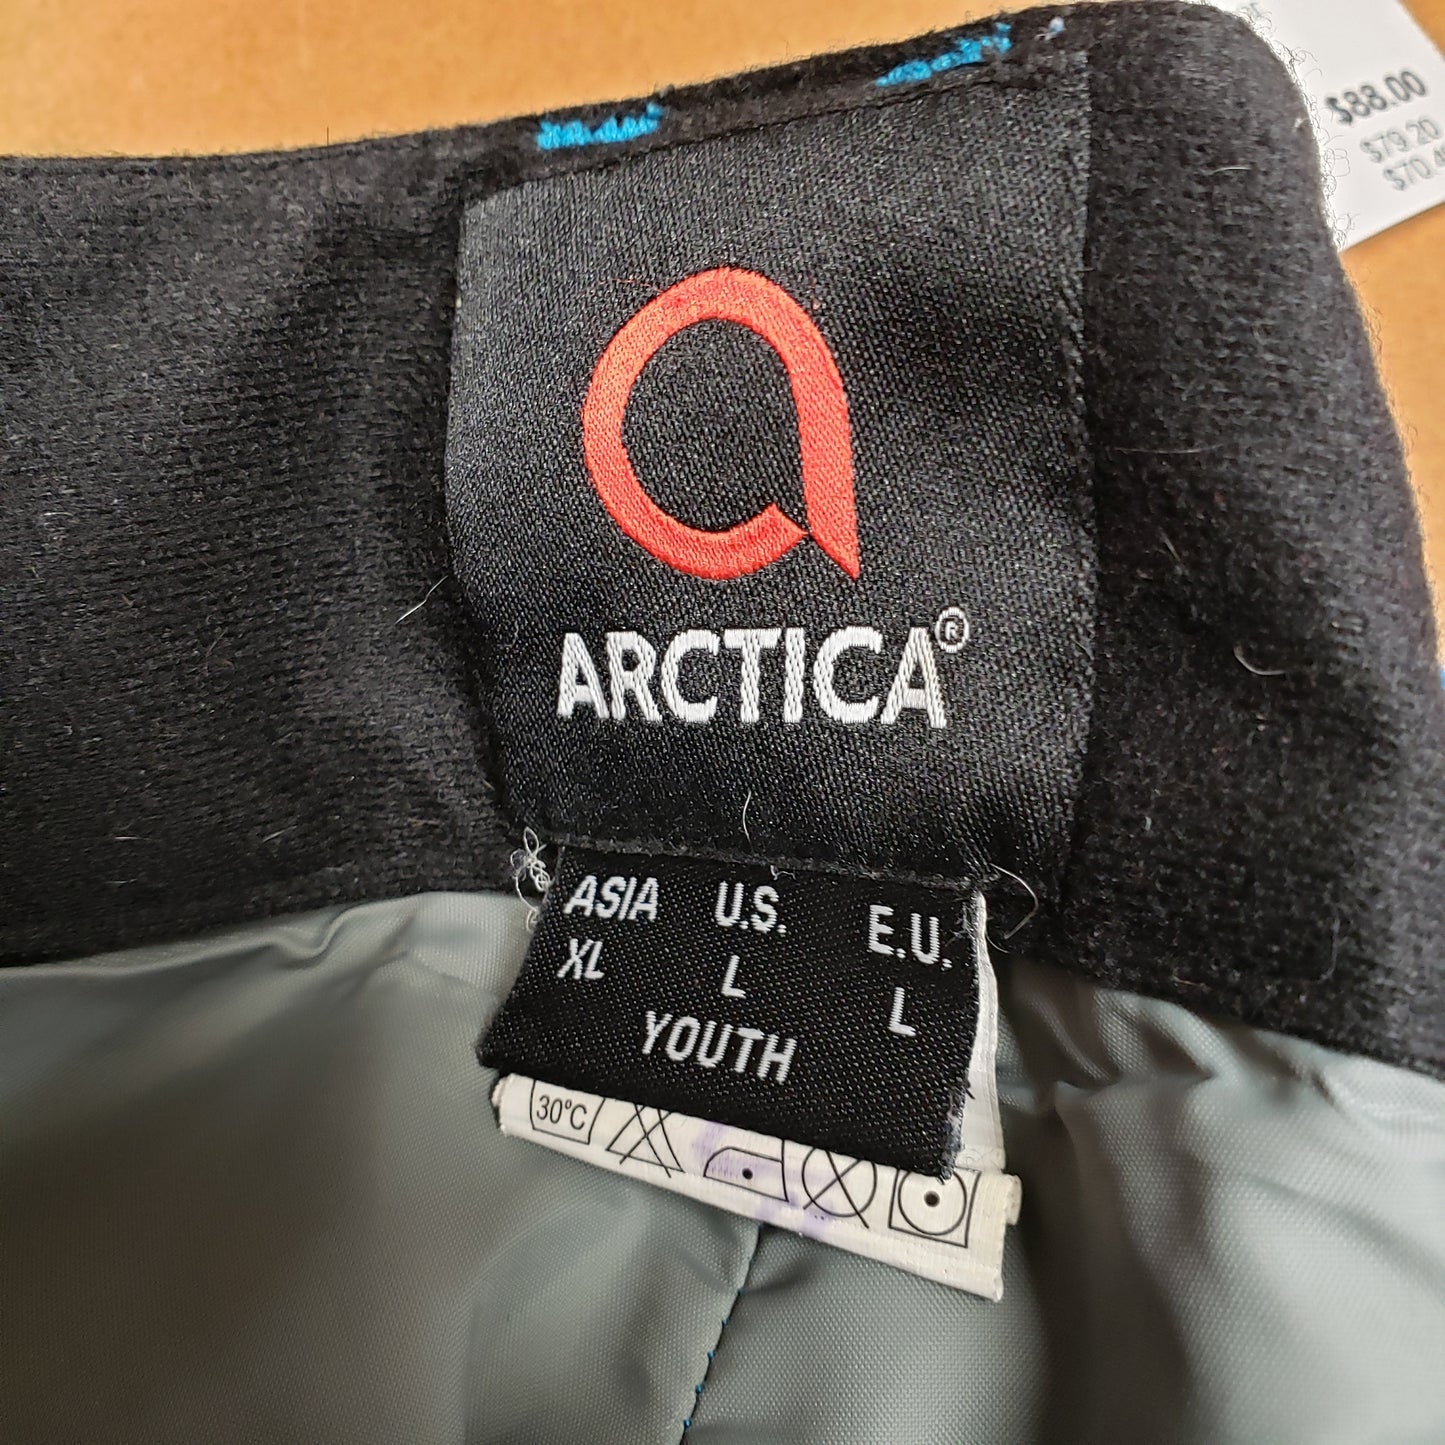 $88.00
$79.20
ARCTICA®
ASIA U.S. E.U.
XL L L
YOUTH
30°C